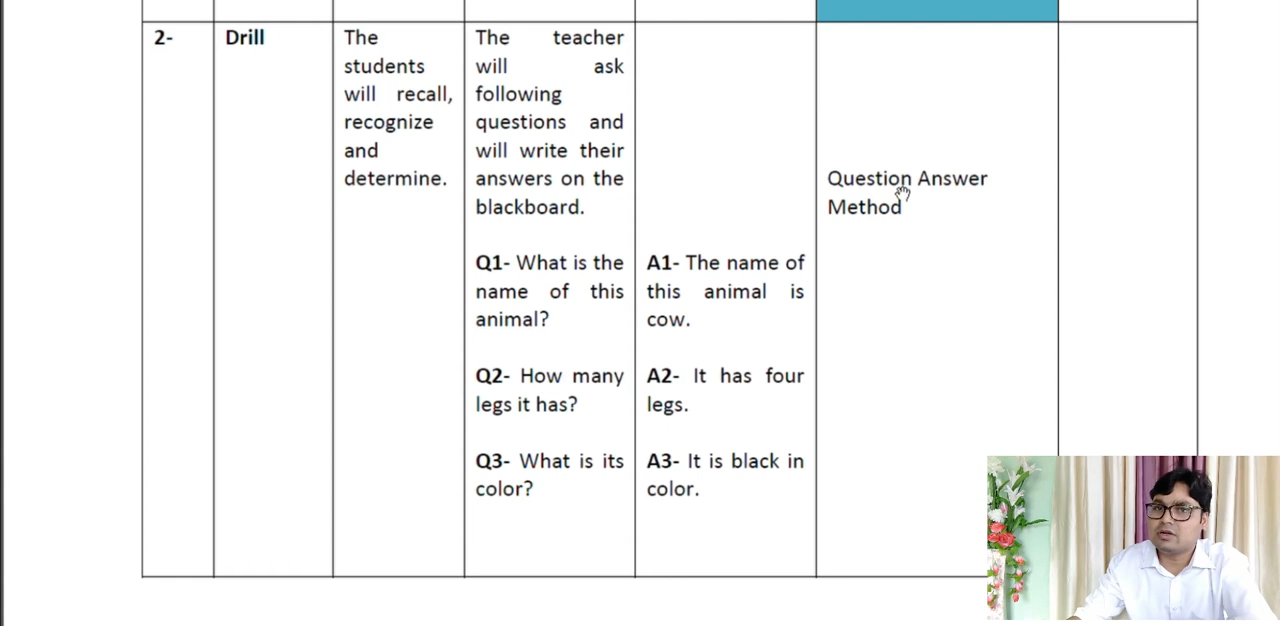 2-
Drill
The
students
will recall,
recognize
and
determine.
The teacher
will ask
following
questions and
will write their
answers on the
blackboard.
Q1- What is the
name of this
animal?
Q2- How many
legs it has?
Q3- What is its
color?
A1- The name of
this animal is
cow.
A2- It has four
legs.
A3- It is black in
color.
Question Answer
Method